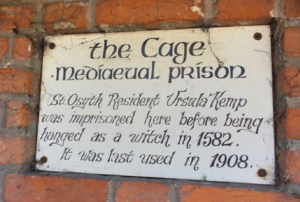 the Cage
mediaeval prison
St. Osyth Resident Ursula Kemp
was imprisoned here before being
hanged as a witch in 1582.
It was last used in 1908.